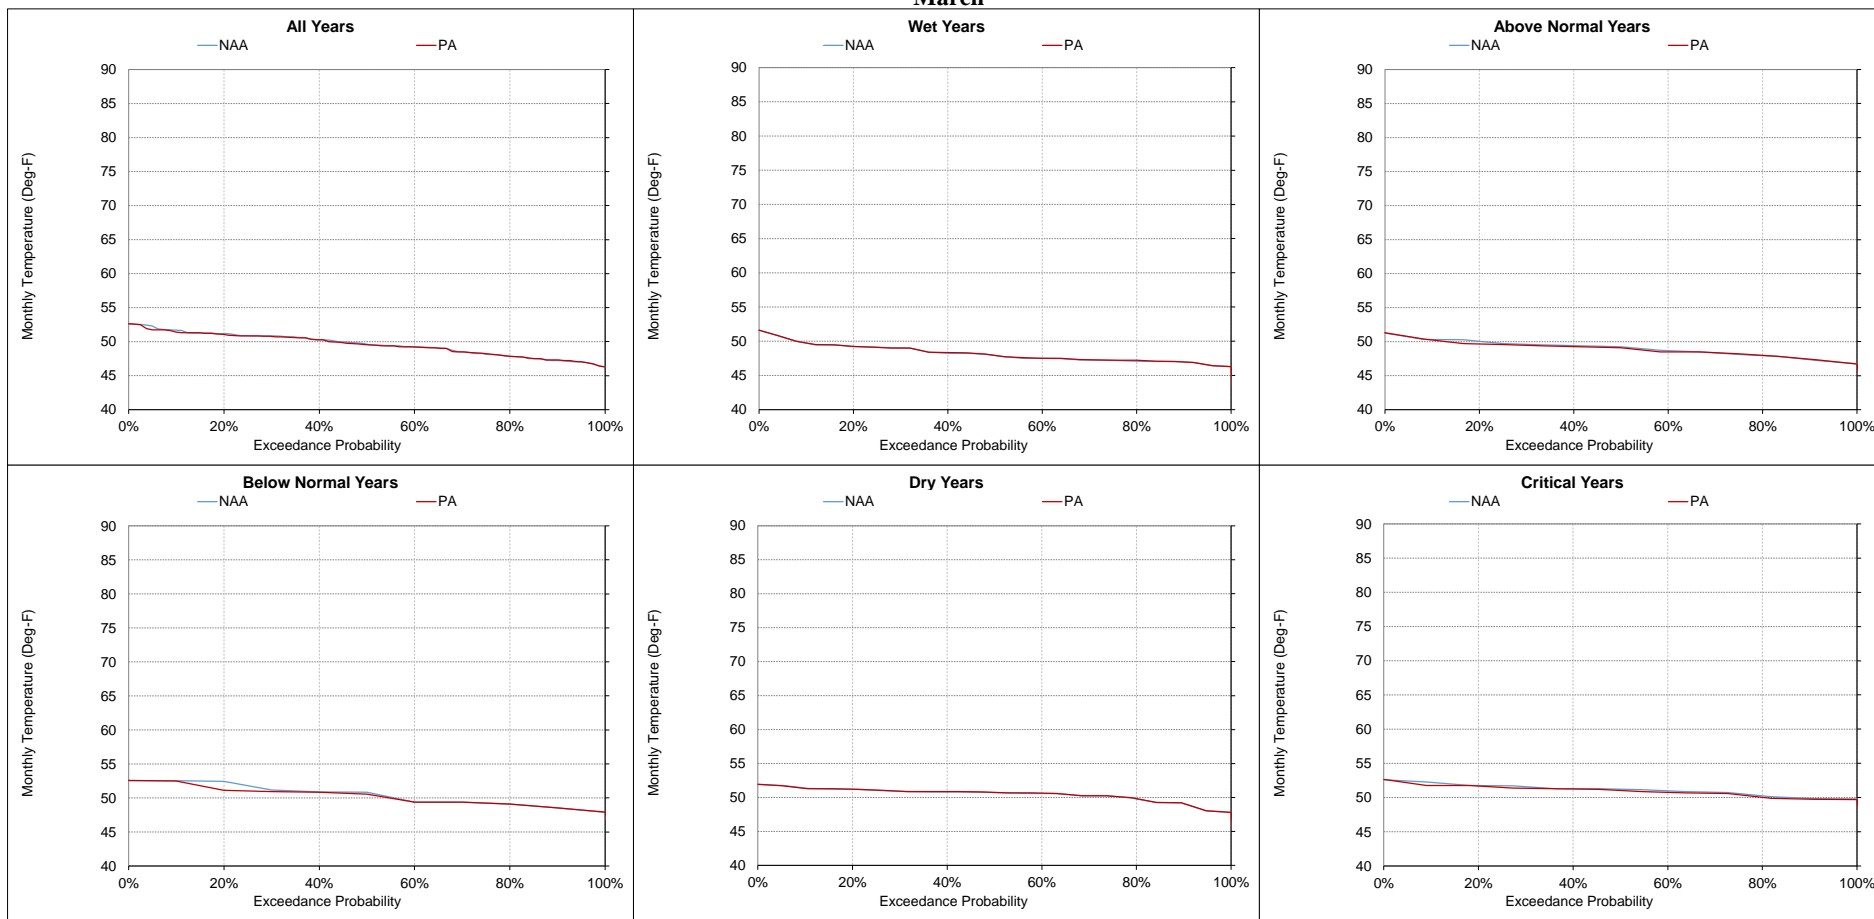 March
All Years
NAA PA
90
85
80
75
70
65
60
55
50
45
40
0% 20% 40% 60% 80% 100%
Exceedance Probability
Monthly Temperature (Deg-F)
Wet Years
NAA PA
90
85
80
75
70
65
60
55
50
45
40
0% 20% 40% 60% 80% 100%
Exceedance Probability
Monthly Temperature (Deg-F)
Above Normal Years
NAA PA
90
85
80
75
70
65
60
55
50
45
40
0% 20% 40% 60% 80% 100%
Exceedance Probability
Monthly Temperature (Deg-F)
Below Normal Years
NAA PA
90
85
80
75
70
65
60
55
50
45
40
0% 20% 40% 60% 80% 100%
Exceedance Probability
Monthly Temperature (Deg-F)
Dry Years
NAA PA
90
85
80
75
70
65
60
55
50
45
40
0% 20% 40% 60% 80% 100%
Exceedance Probability
Monthly Temperature (Deg-F)
Critical Years
NAA PA
90
85
80
75
70
65
60
55
50
45
40
0% 20% 40% 60% 80% 100%
Exceedance Probability
Monthly Temperature (Deg-F)